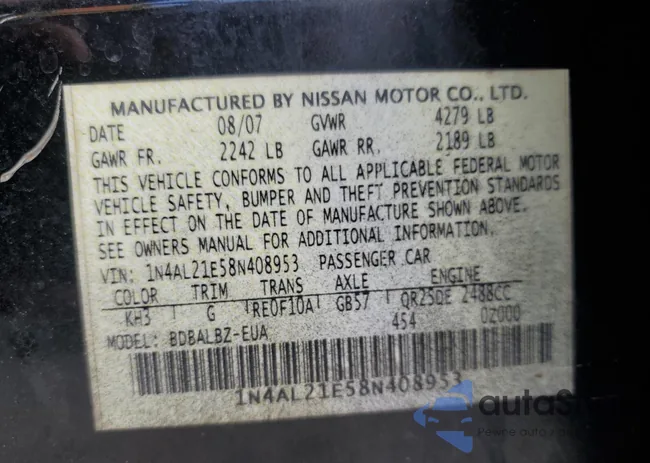 MANUFACTURED BY NISSAN MOTOR CO., LTD.
DATE 08/07 GVWR 4279 LB
GAWR FR. 2242 LB GAWR RR. 2189 LB
THIS VEHICLE CONFORMS TO ALL APPLICABLE FEDERAL MOTOR
VEHICLE SAFETY, BUMPER AND THEFT PREVENTION STANDARDS
IN EFFECT ON THE DATE OF MANUFACTURE SHOWN ABOVE.
SEE OWNERS MANUAL FOR ADDITIONAL INFORMATION.
VIN: 1N4AL21E58N408953 PASSENGER CAR
COLOR TRIM TRANS AXLE ENGINE
KH3 G RE0F10A GB57 QR25DE 2488CC
MODEL: BDBALBZ-EUA 454 0Z000
1N4AL21E58N408953
Pewne auto